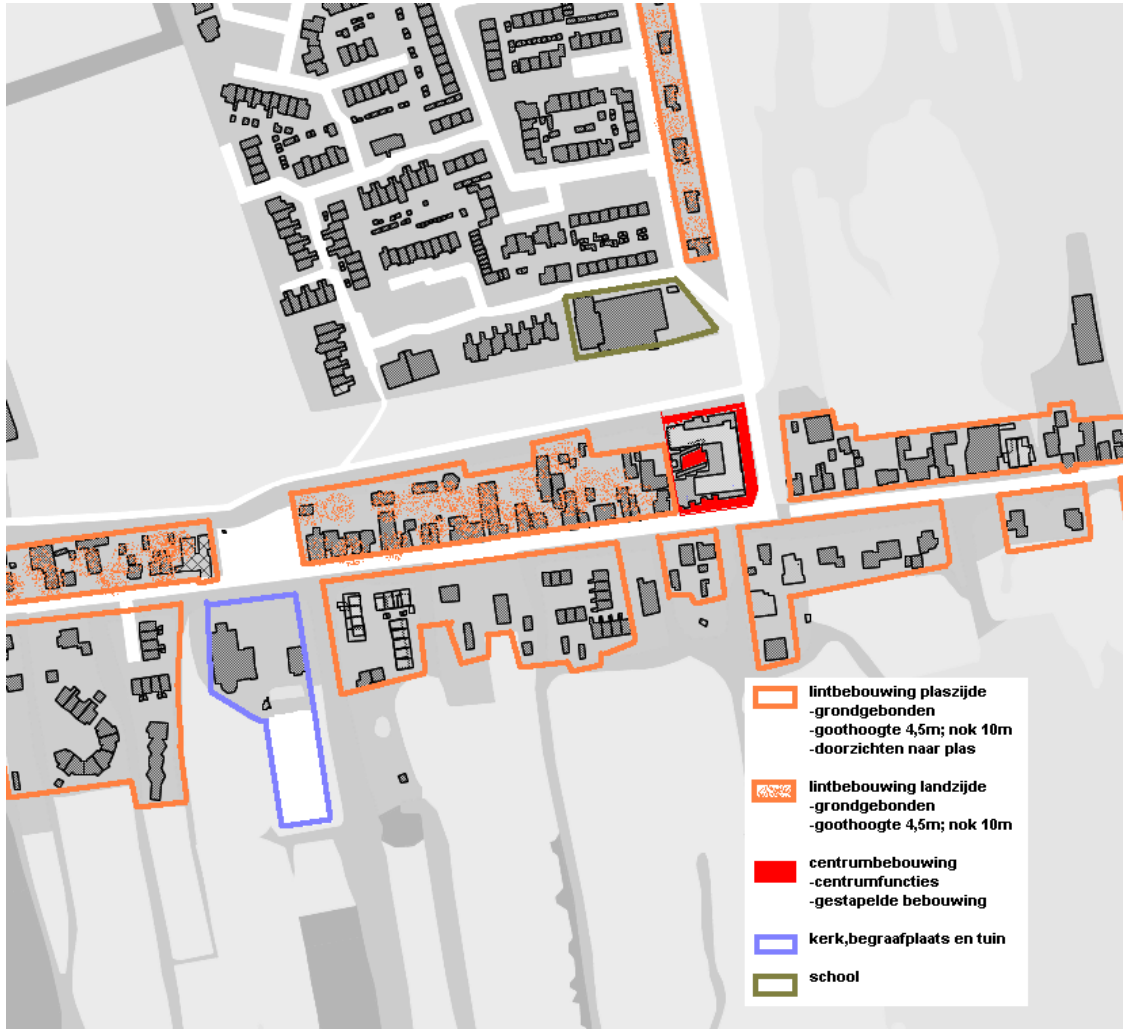 lintbebouwing plaszijde
-grondgebonden
-goothoogte 4,5m; nok 10m
-doorzichten naar plas
lintbebouwing landzijde
-grondgebonden
-goothoogte 4,5m; nok 10m
centrumbebouwing
-centrumfuncties
-gestapelde bebouwing
kerk,begraafplaats en tuin
school